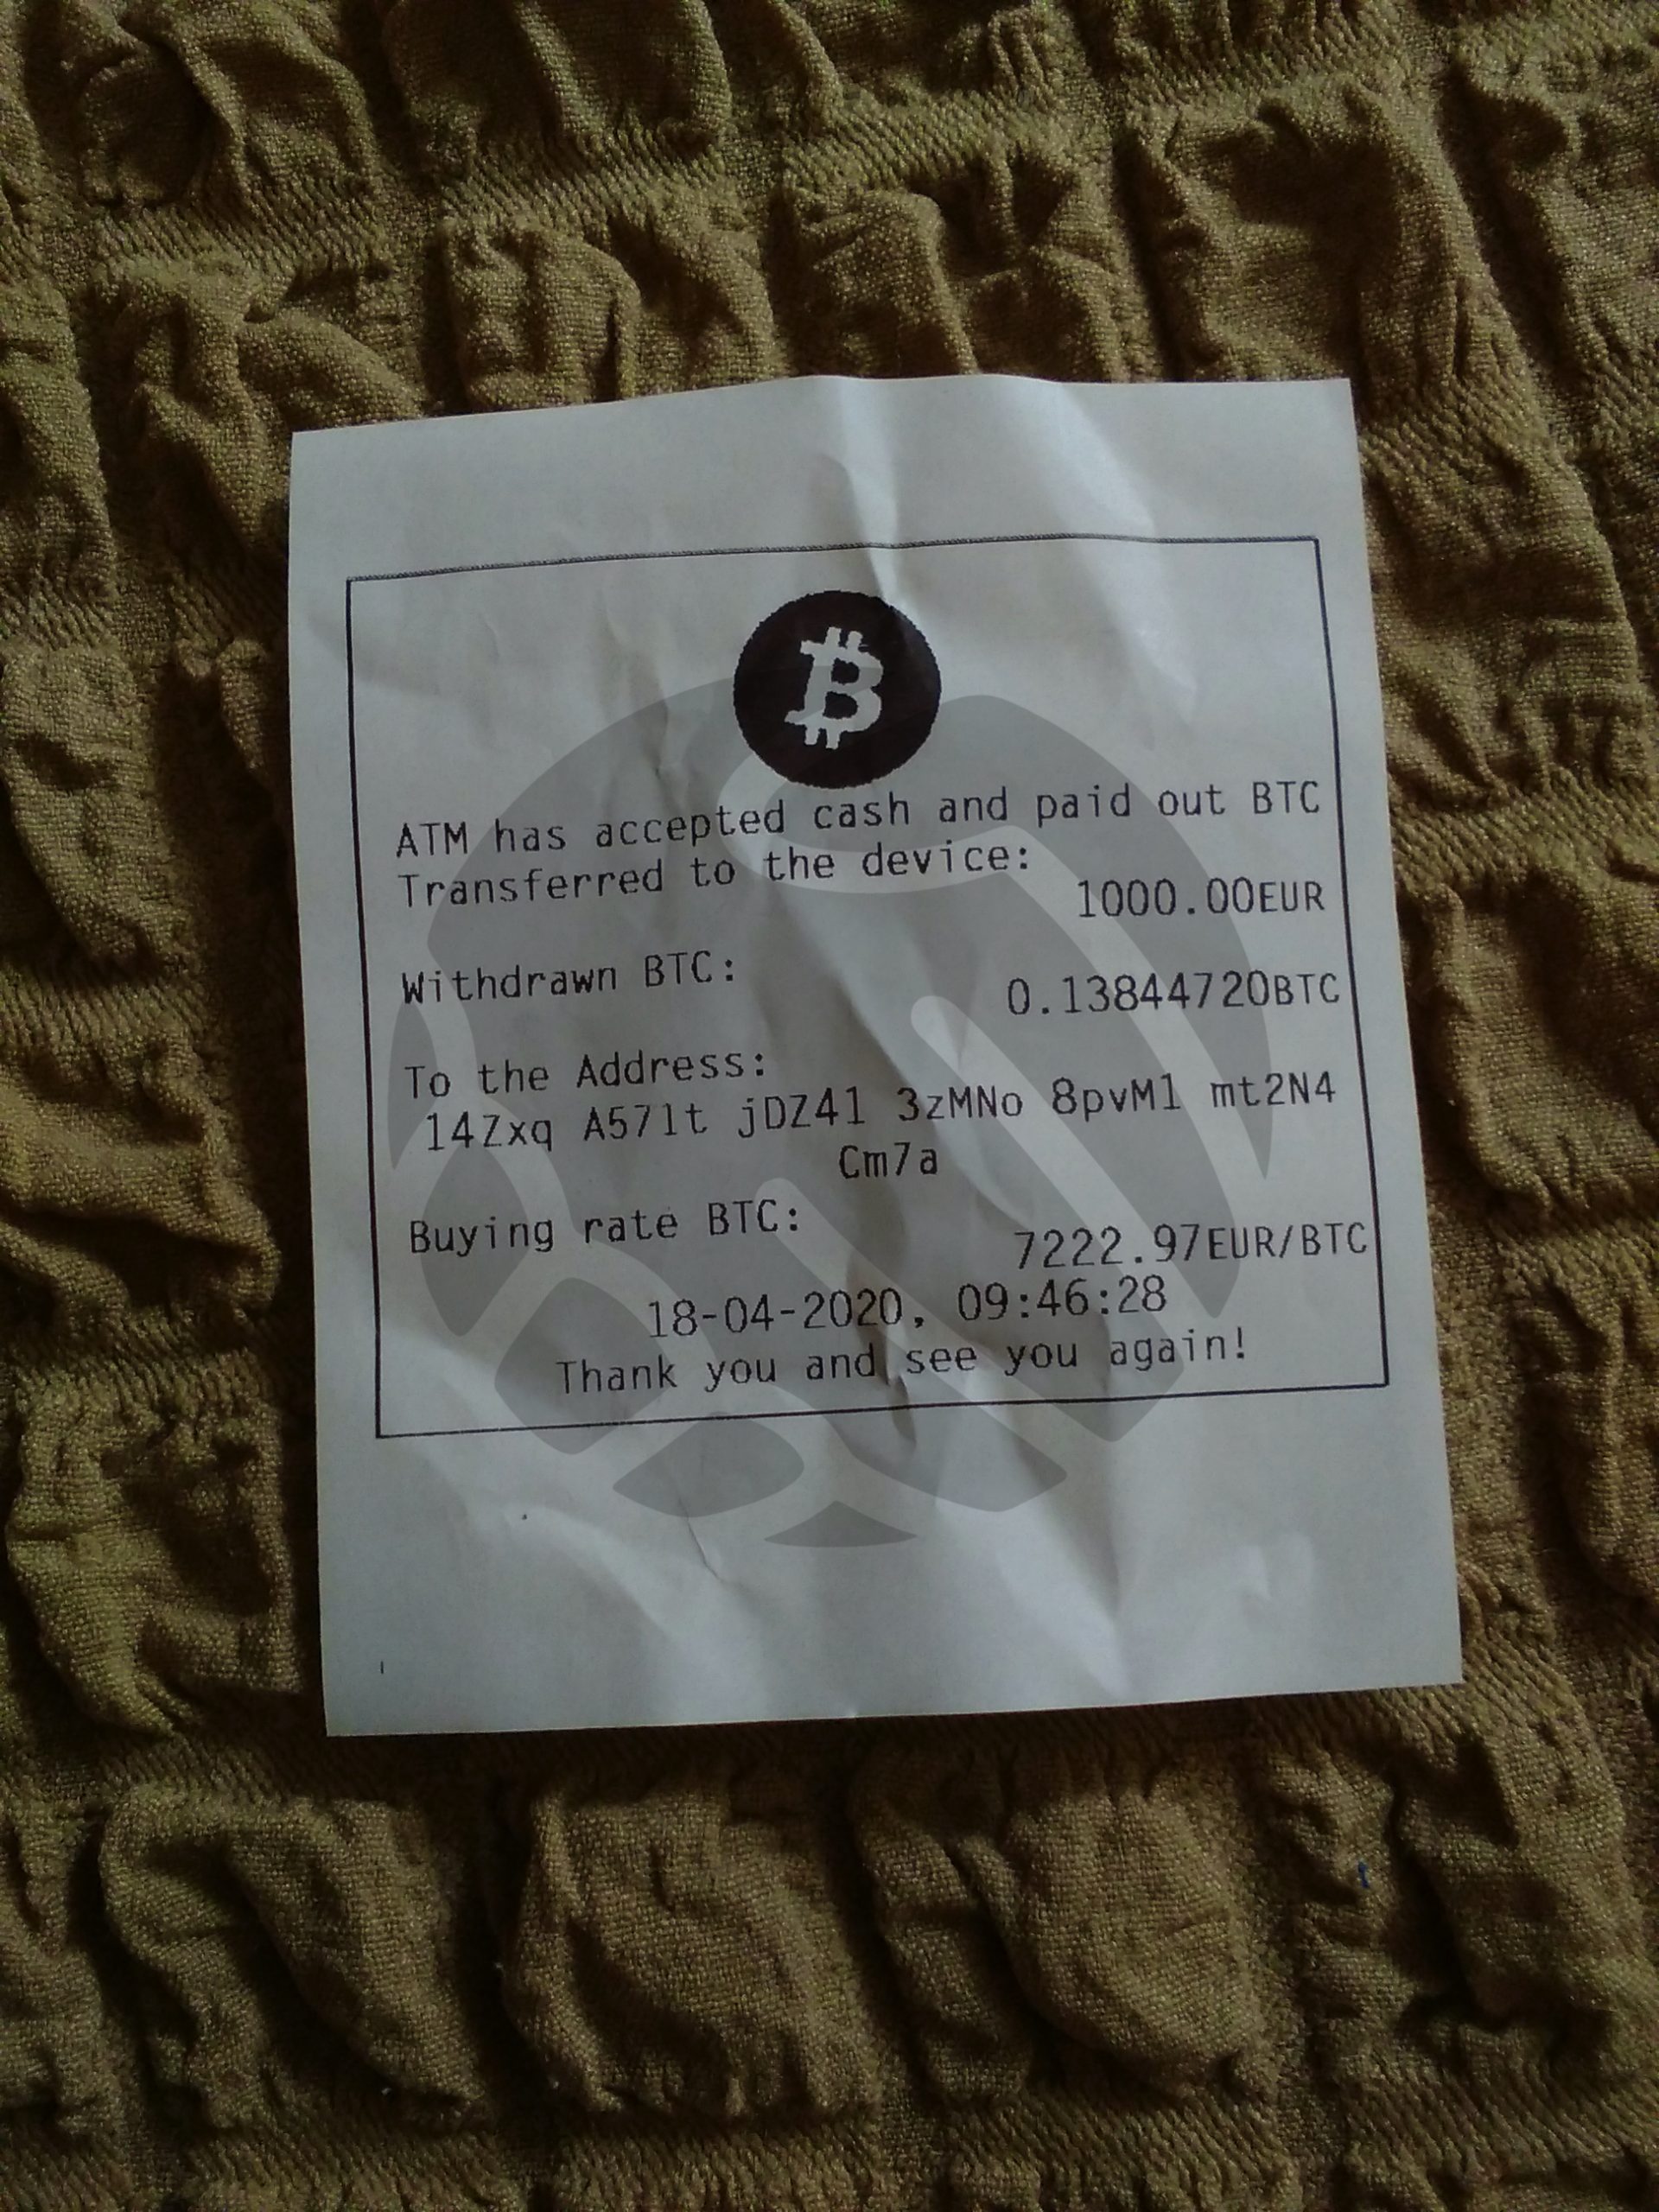 ATM has accepted cash and paid out BTC
Transferred to the device:
1000.00EUR
Withdrawn BTC:
0.13844720BTC
To the Address:
14Zxq A571t jDZ41 3zMNo 8pvM1 mt2N4
Cm7a
Buying rate BTC:
7222.97EUR/BTC
18-04-2020, 09:46:28
Thank you and see you again!